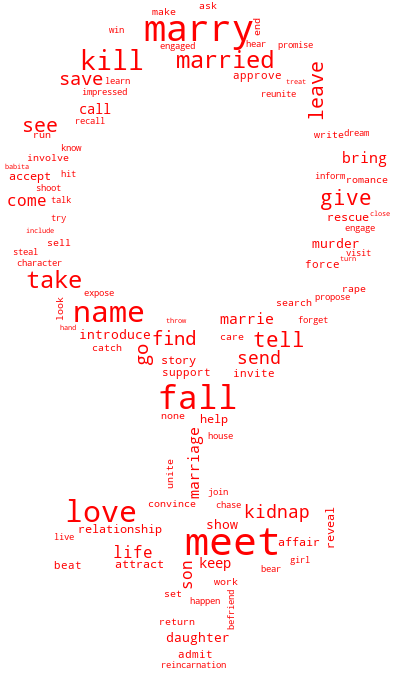 ask
make
marry
end
win
engaged
hear
promise
kill
married
save
learn
approve
treat
leave
impressed
reunite
call
see
recall
run
write
dream
know
involve
bring
babita
accept
hit
inform
romance
shoot
come
talk
give
try
rescue
close
include
engage
sell
murder
steal
visit
character
force
turn
take
expose
rape
look
name
search
propose
hand
throw
marrie
forget
introduce
find
care
tell
catch
go
story
send
support
invite
fall
none
help
house
marriage
unite
join
convince
chase
love
kidnap
relationship
show
reveal
live
meet
affair
life
beat
attract
son
keep
girl
bear
work
set
happen
befriend
return
daughter
admit
reincarnation